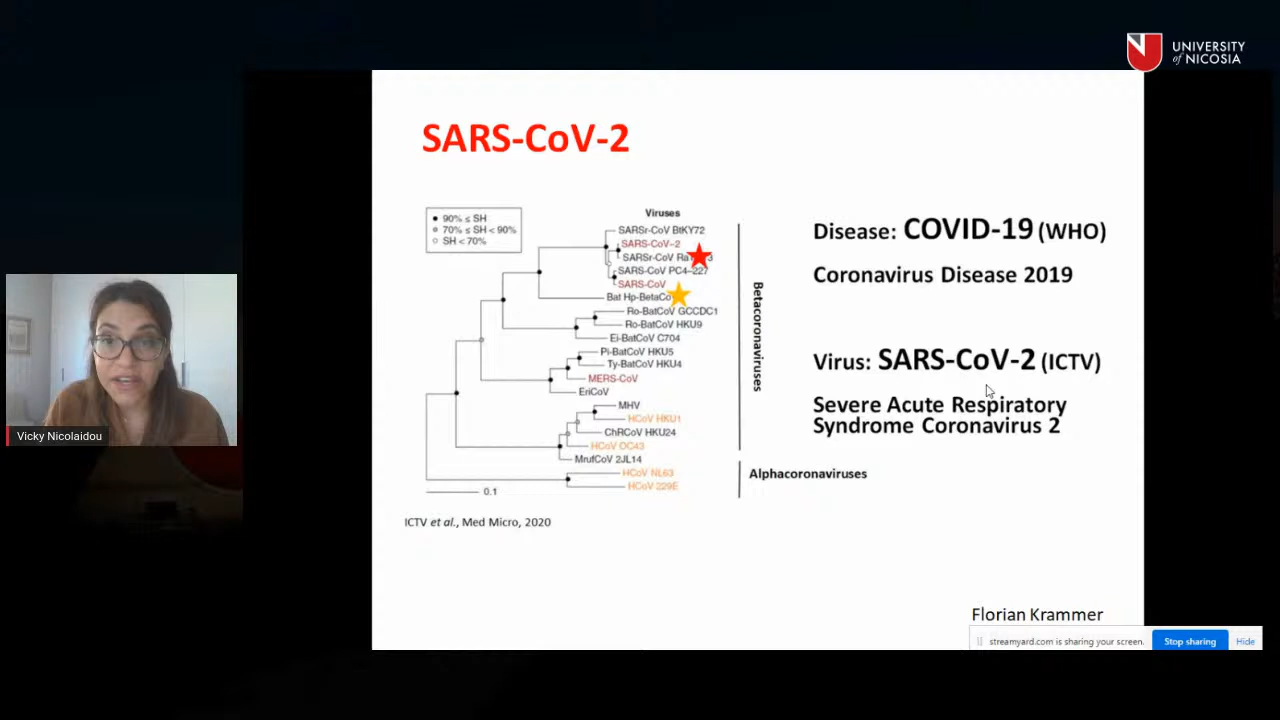 UNIVERSITY
of NICOSIA
SARS-CoV-2
90% ≤ SH
70% ≤ SH < 90%
SH < 70%
Viruses
SARSr-CoV BtKY72
SARS-CoV-2
SARSr-CoV
SARS-CoV PC4-227
SARS-CoV
Bat Hp-BetaCo
Ro-BatCoV GCCDC1
Ro-BatCoV HKU9
Ei-BatCoV C704
Pi-BatCoV HKU5
Ty-BatCoV HKU4
MERS-CoV
EriCoV
MHV
HCoV HKU1
ChRCoV HKU24
HCoV OC43
MrufCoV 2JL14
HCoV NL63
HCoV 229E
0.1
Betacoronaviruses
Alphacoronaviruses
ICTV et al., Med Micro, 2020
Disease: COVID-19 (WHO)
Coronavirus Disease 2019
Virus: SARS-CoV-2 (ICTV)
Severe Acute Respiratory
Syndrome Coronavirus 2
Vicky Nicolaidou
Florian Krammer
streamyard.com is sharing your screen.
Stop sharing
Hide